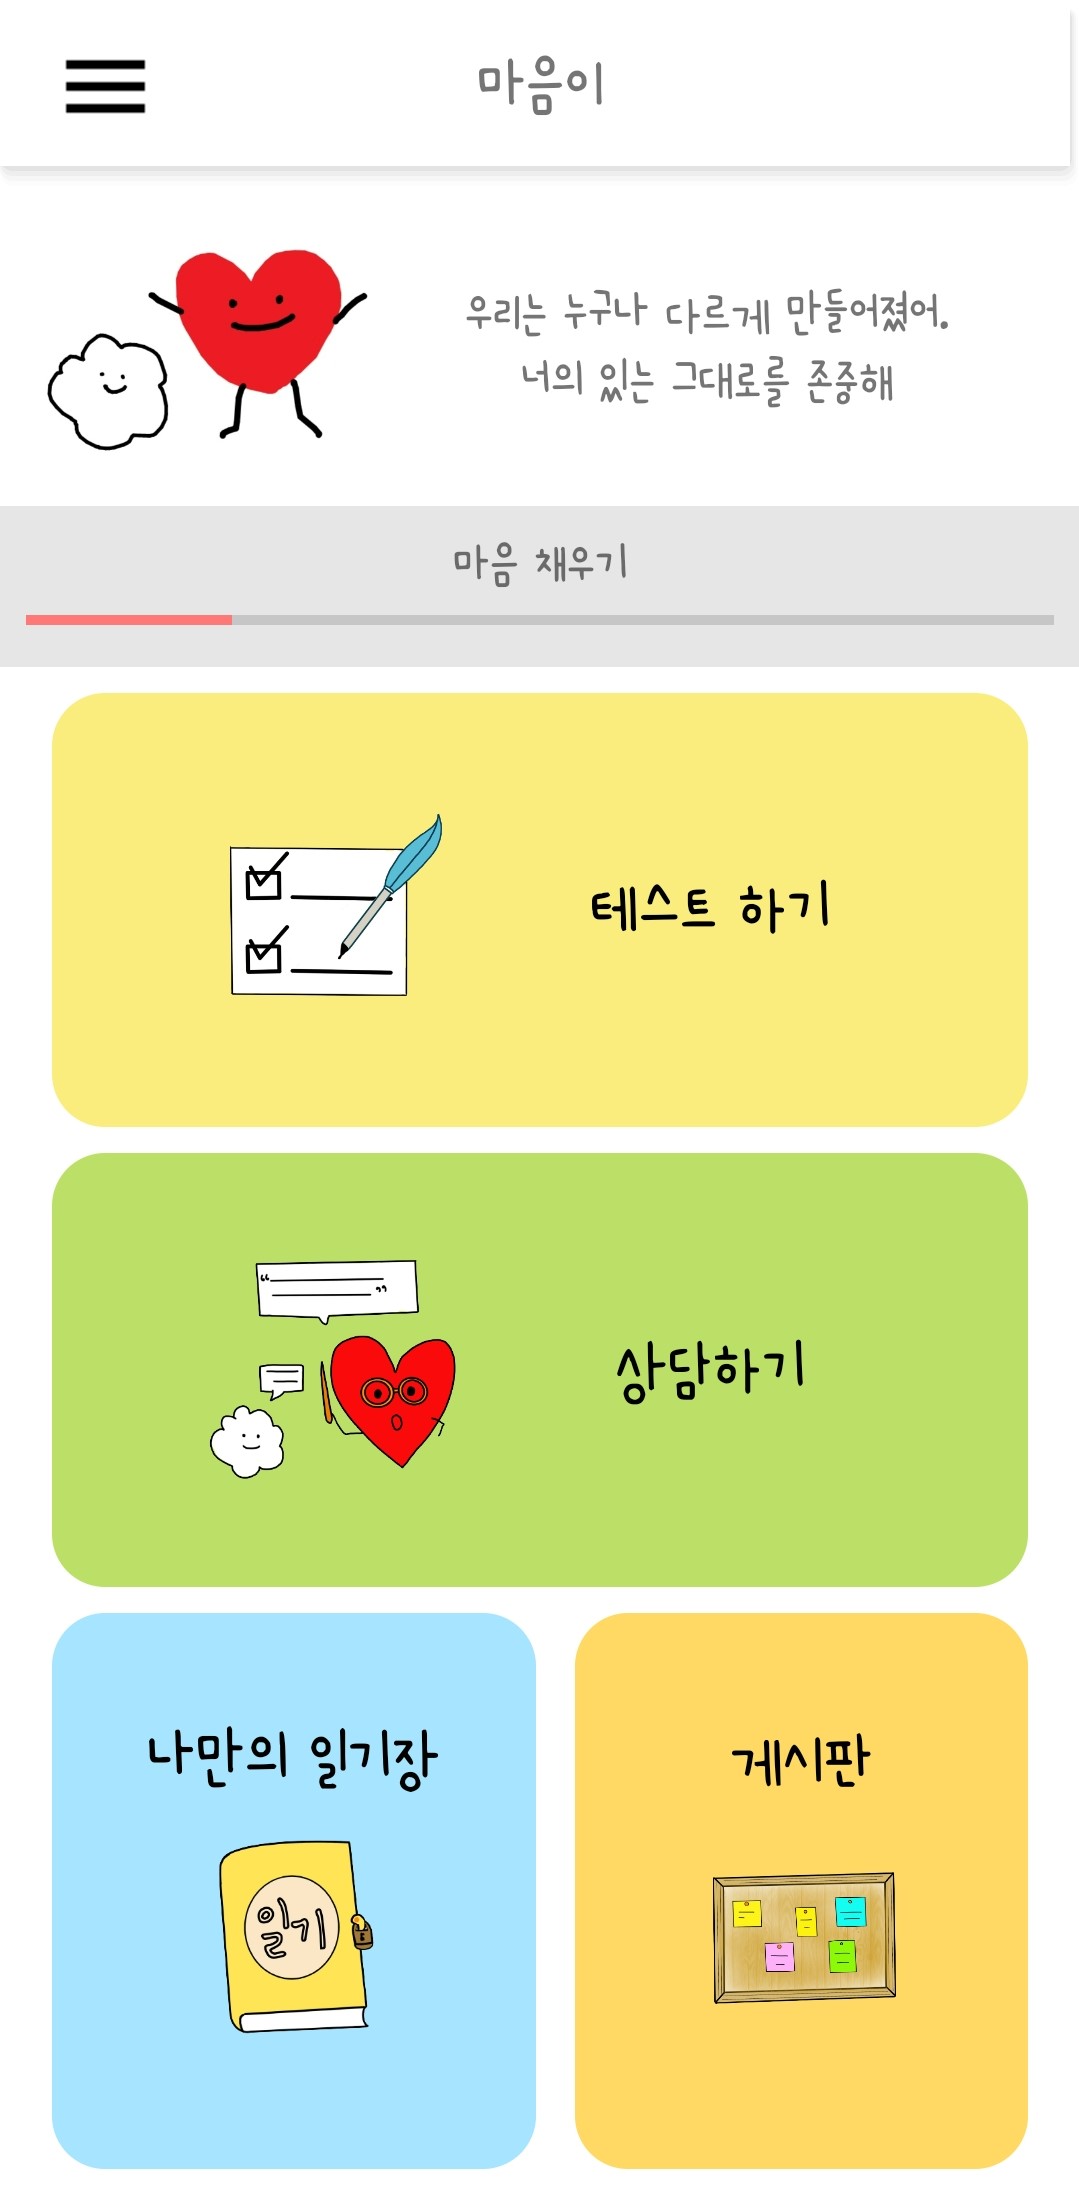 마음이
우리는 누구나 다르게 만들어졌어.
너의 있는 그대로를 존중해
마음 채우기
테스트 하기
상담하기
나만의 일기장
게시판
일기